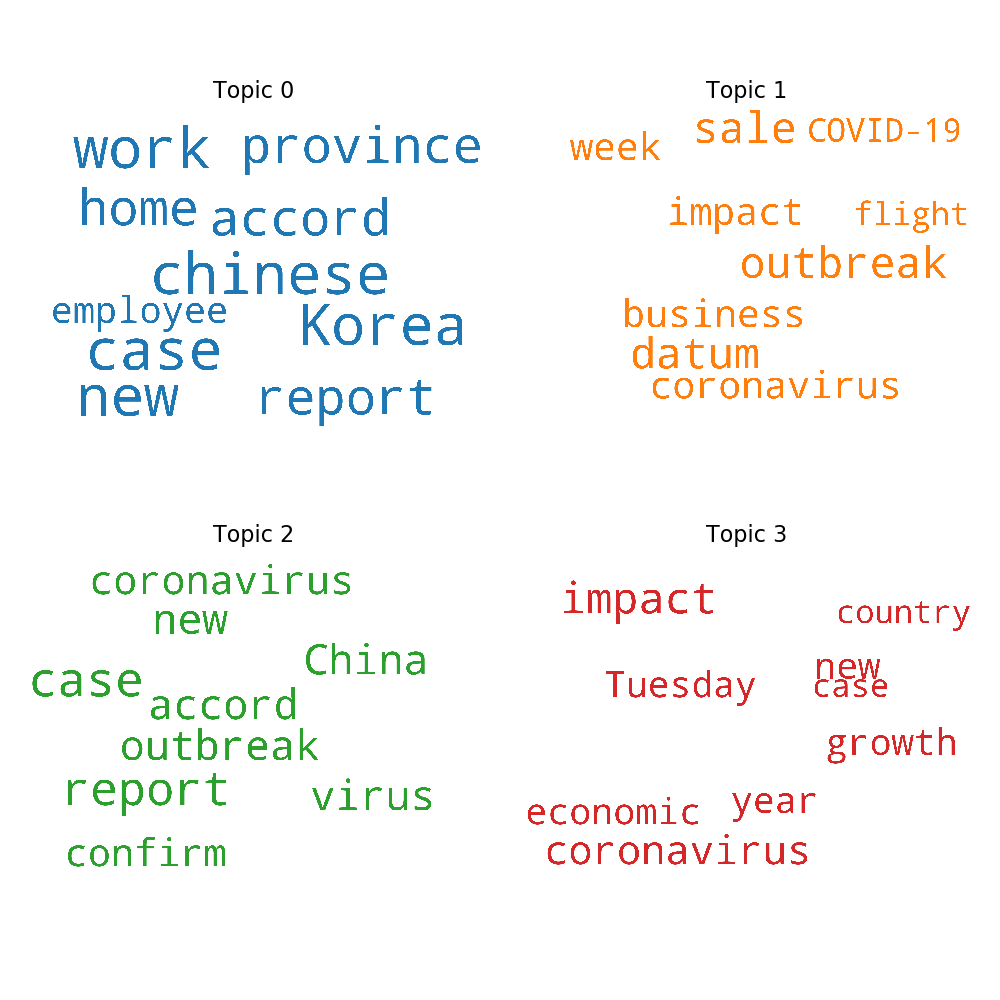 Topic 0
work province
home accord
chinese
employee Korea
case
new report
Topic 1
week sale COVID-19
impact flight
outbreak
business
datum
coronavirus
Topic 2
coronavirus
new
China
case
accord
outbreak
report virus
confirm
Topic 3
impact country
new
Tuesday case
growth
economic year
coronavirus